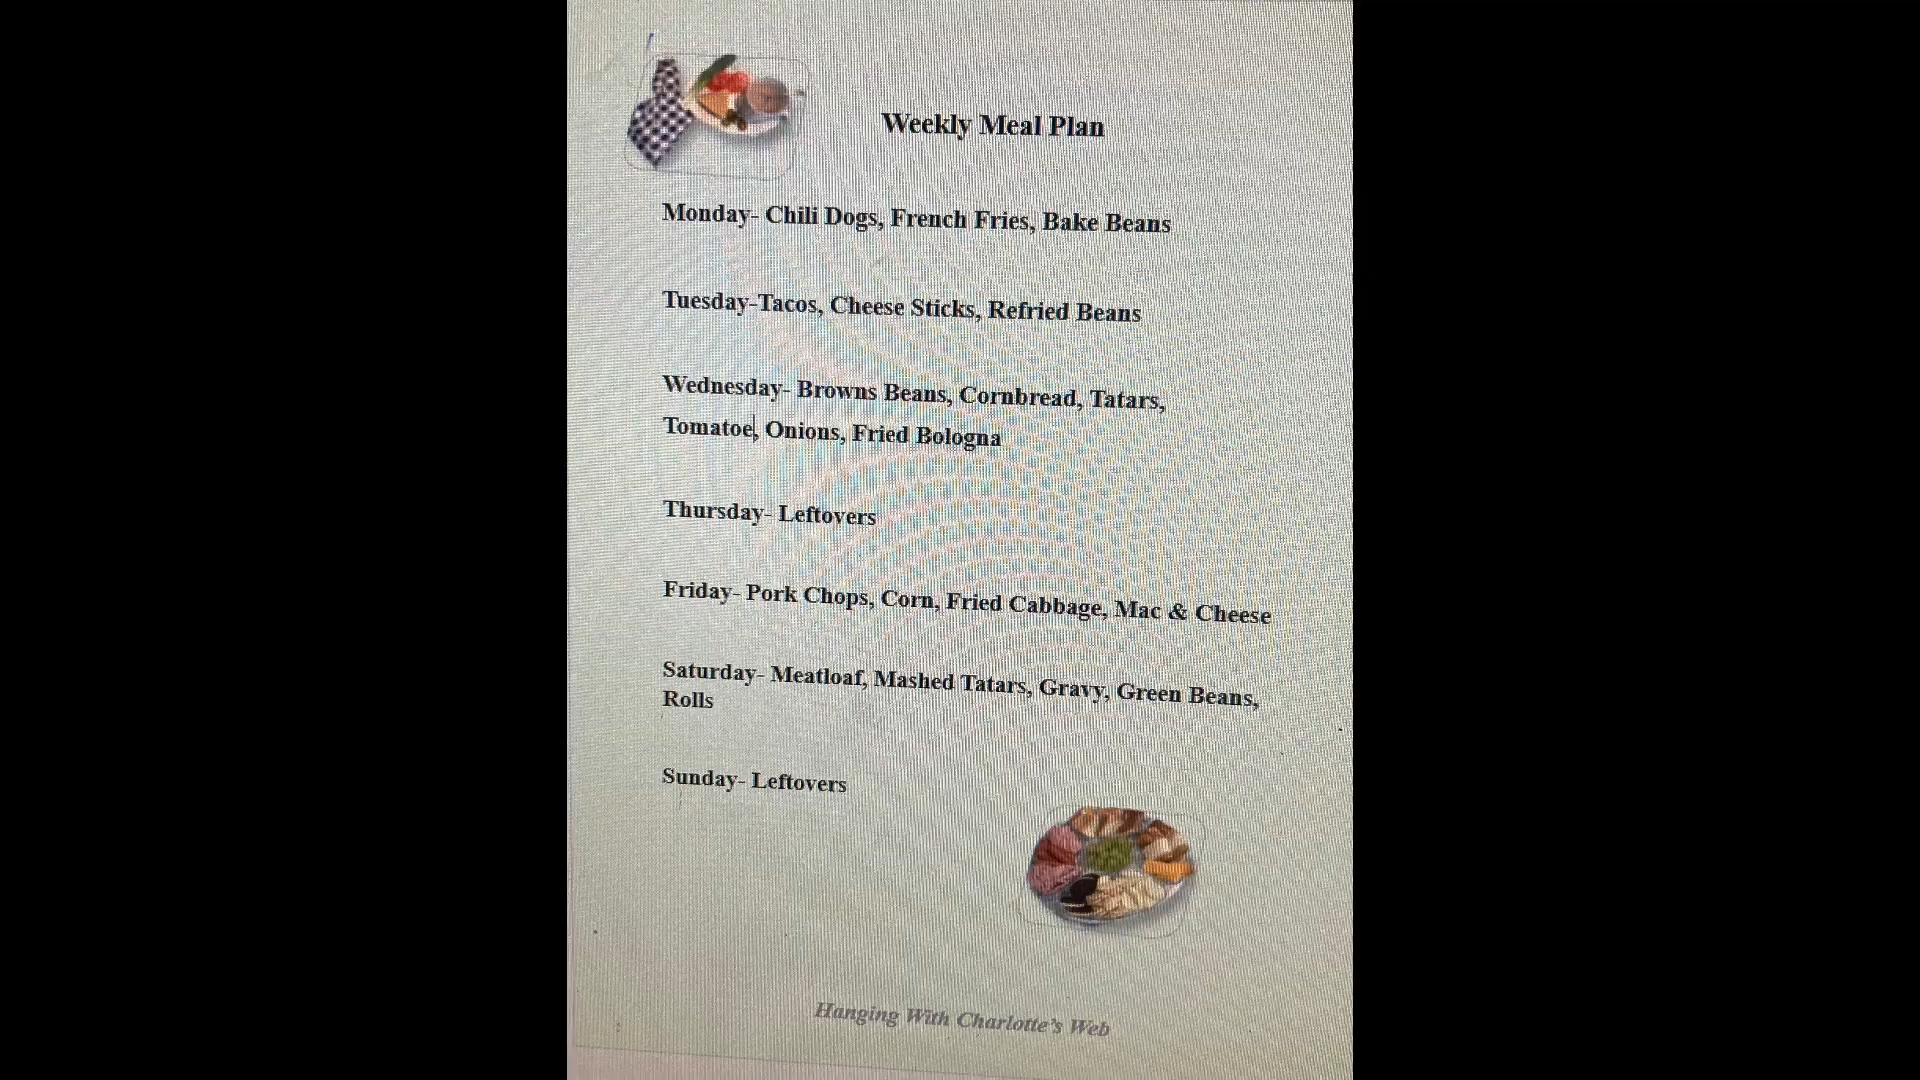 Weekly Meal Plan
Monday- Chili Dogs, French Fries, Bake Beans
Tuesday-Tacos, Cheese Sticks, Refried Beans
Wednesday- Browns Beans, Cornbread, Tatars,
Tomatoe, Onions, Fried Bologna
Thursday- Leftovers
Friday- Pork Chops, Corn, Fried Cabbage, Mac & Cheese
Saturday- Meatloaf, Mashed Tatars, Gravy, Green Beans,
Rolls
Sunday- Leftovers
Hanging With Charlotte's Web